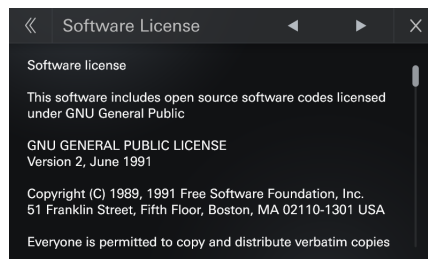 Software License
Software license
This software includes open source software codes licensed
under GNU General Public
GNU GENERAL PUBLIC LICENSE
Version 2, June 1991
Copyright (C) 1989, 1991 Free Software Foundation, Inc.
51 Franklin Street, Fifth Floor, Boston, MA 02110-1301 USA
Everyone is permitted to copy and distribute verbatim copies